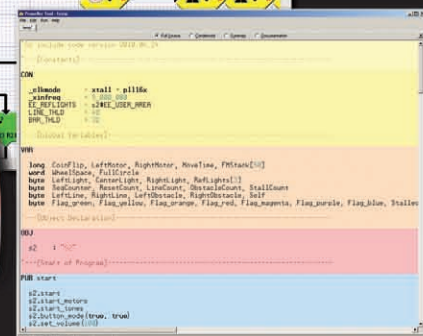 Propeller Tool
File Edit Run Help
Full Source Condensed Summary Documentation
to include code version 2010.06.24
[Constants]
CON
_clkmode = xtal1 + pll16x
_xinfreq = 5_000_000
EE_REFLIGHTS = s2#EE_USER_AREA
LINE_THLD =
BAR_THLD =
[Global Variables]
VAR
long CoinFlip, LeftMotor, RightMotor, MoveTime, FMStack[50]
word WheelSpace, FullCircle
byte LeftLight, CenterLight, RightLight, RefLights[3]
byte SeqCounter, ResetCount, LineCount, ObstacleCount, StallCount
byte LeftLine, RightLine, LeftObstacle, RightObstacle, Self
byte Flag_green, Flag_yellow, Flag_orange, Flag_red, Flag_magenta, Flag_purple, Flag_blue, Stalled
[Object Declaration]
OBJ
s2 : "s2"
[Start of Program]
PUB start
s2.start
s2.start_motors
s2.start_tones
s2.button_mode(true, true)
s2.set_volume(100)